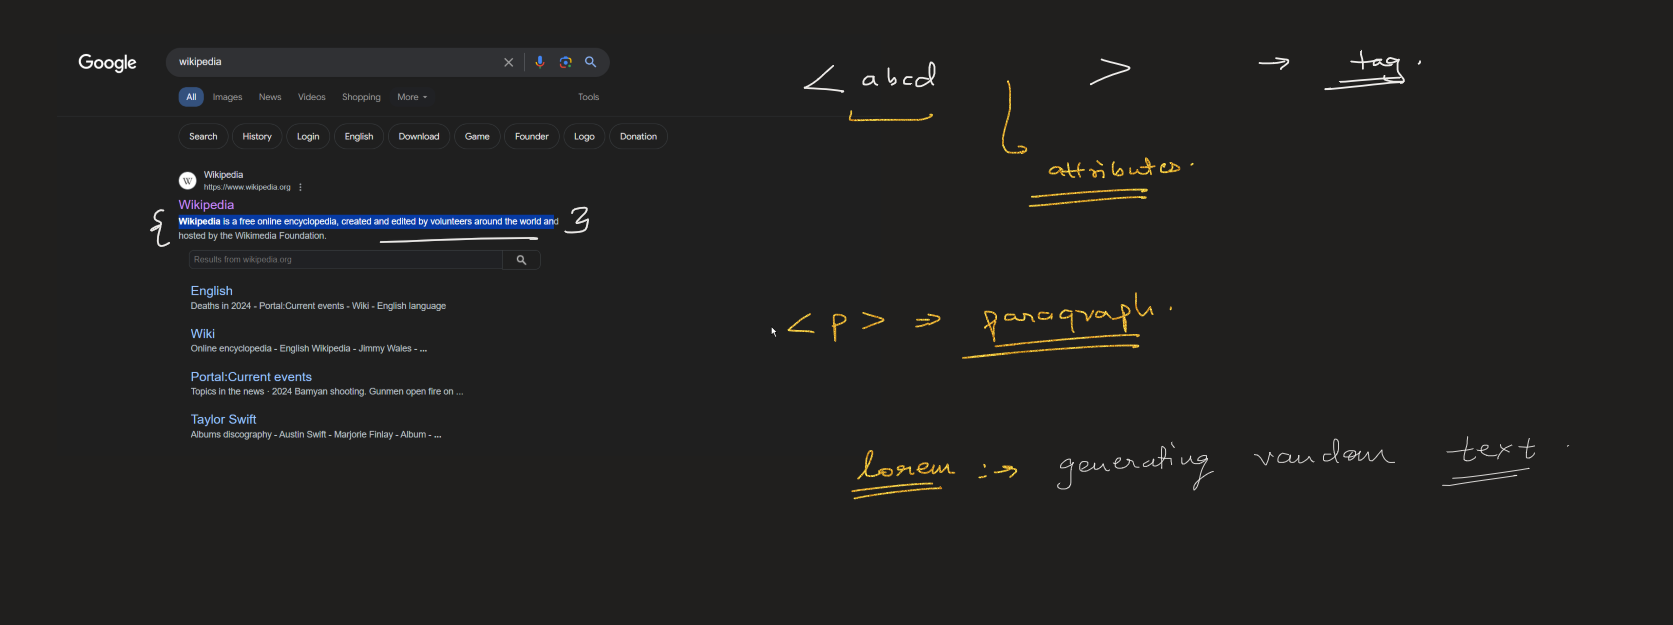 Google
wikipedia
All Images News Videos Shopping More Tools
Search History Login English Download Game Founder Logo Donation
W
Wikipedia
https://www.wikipedia.org
Wikipedia
{ Wikipedia is a free online encyclopedia, created and edited by volunteers around the world and }
hosted by the Wikimedia Foundation.
Results from wikipedia.org
English
Deaths in 2024 - Portal:Current events - Wiki - English language
Wiki
Online encyclopedia - English Wikipedia - Jimmy Wales - ...
Portal:Current events
Topics in the news · 2024 Bamyan shooting. Gunmen open fire on ...
Taylor Swift
Albums discography - Austin Swift - Marjorie Finlay - Album - ...
< abcd > → tag.
attributes.
< p > ⇒ paragraph.
lorem :→ generating random text.